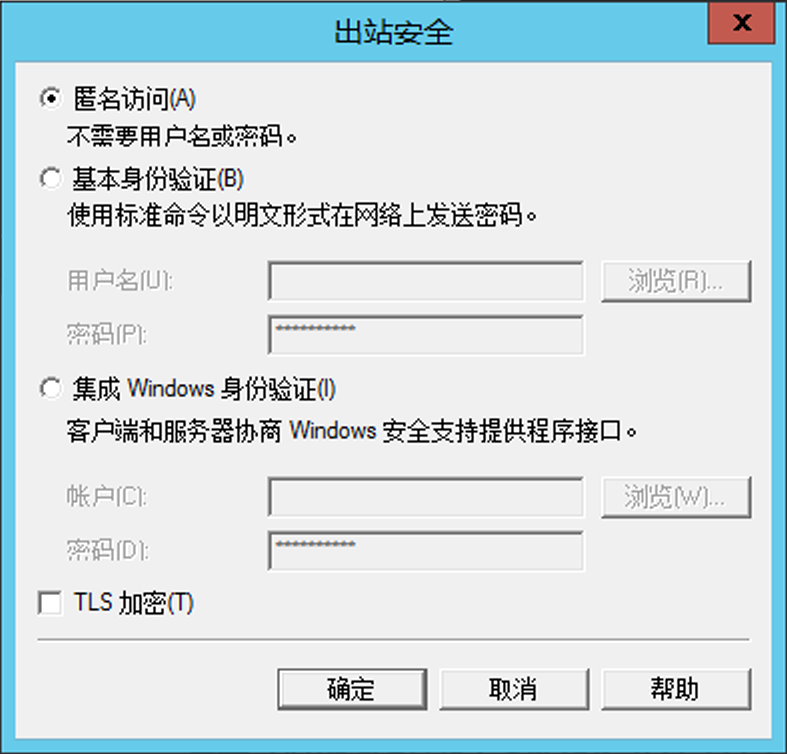 出站安全
匿名访问(A)
不需要用户名或密码。
基本身份验证(B)
使用标准命令以明文形式在网络上发送密码。
用户名(U):
浏览(R)...
密码(P):
**********
集成 Windows 身份验证(I)
客户端和服务器协商 Windows 安全支持提供程序接口。
帐户(C):
浏览(W)...
密码(D):
**********
TLS 加密(T)
确定
取消
帮助